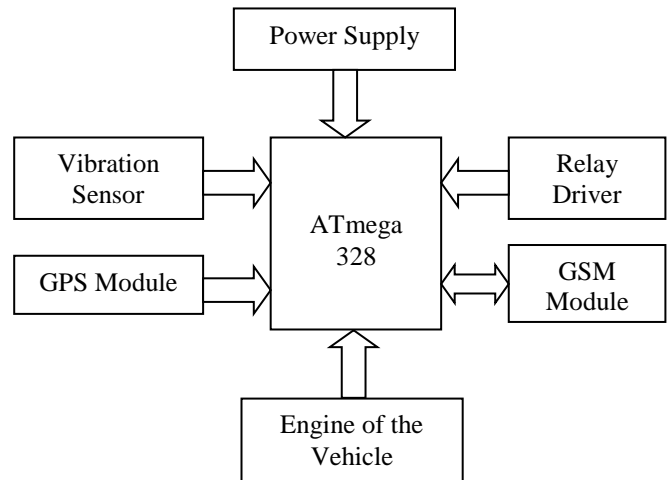 Power Supply
Vibration
Sensor
Relay
Driver
ATmega
328
GPS Module
GSM
Module
Engine of the
Vehicle